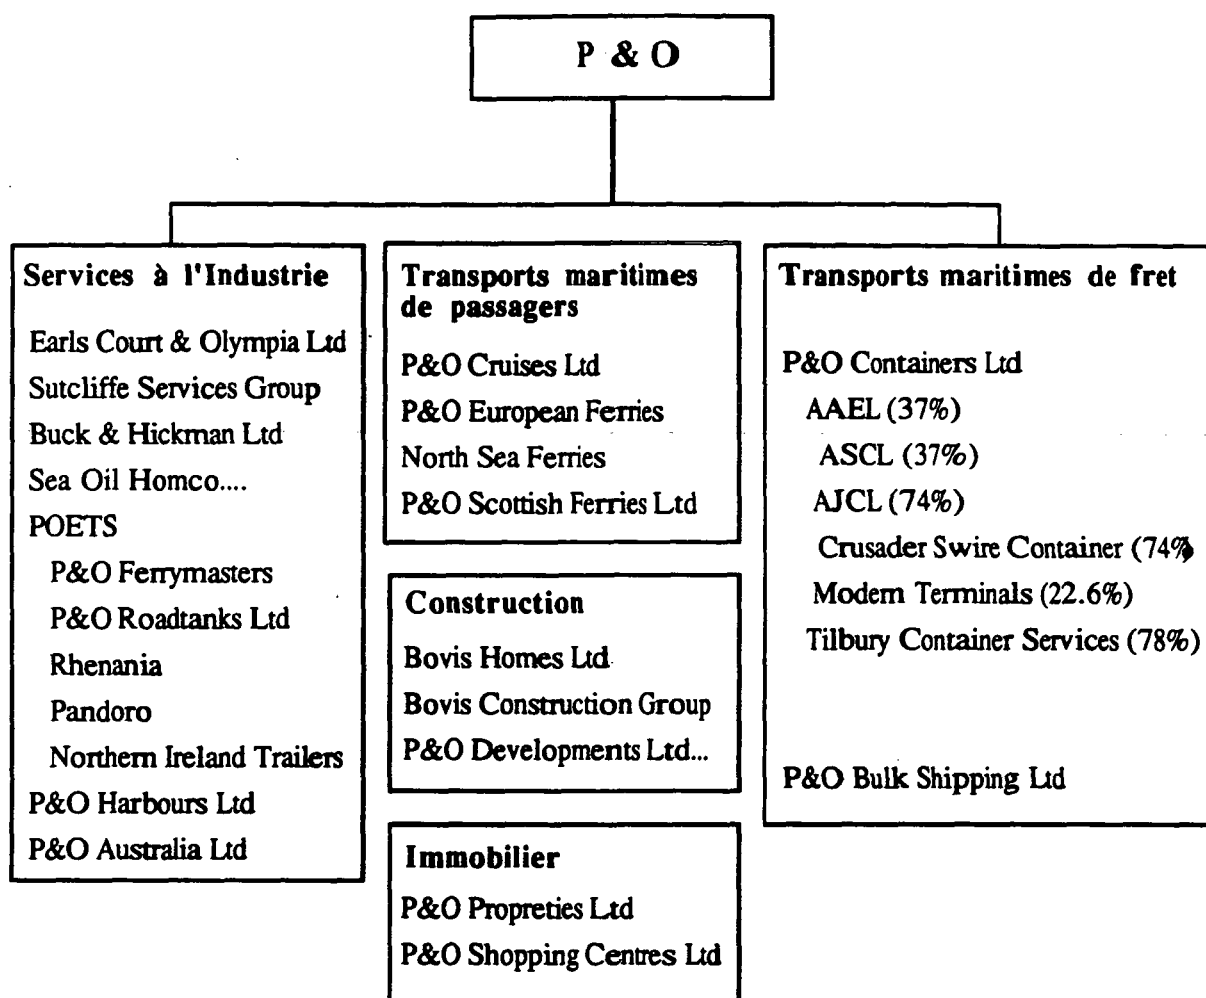 P & O
Services à l'Industrie
Earls Court & Olympia Ltd
Sutcliffe Services Group
Buck & Hickman Ltd
Sea Oil Homco....
POETS
P&O Ferrymasters
P&O Roadtanks Ltd
Rhenania
Pandoro
Northern Ireland Trailers
P&O Harbours Ltd
P&O Australia Ltd
Transports maritimes
de passagers
P&O Cruises Ltd
P&O European Ferries
North Sea Ferries
P&O Scottish Ferries Ltd
Construction
Bovis Homes Ltd
Bovis Construction Group
P&O Developments Ltd...
Immobilier
P&O Propreties Ltd
P&O Shopping Centres Ltd
Transports maritimes de fret
P&O Containers Ltd
AAEL (37%)
ASCL (37%)
AJCL (74%)
Crusader Swire Container (74%
Modern Terminals (22.6%)
Tilbury Container Services (78%)
P&O Bulk Shipping Ltd